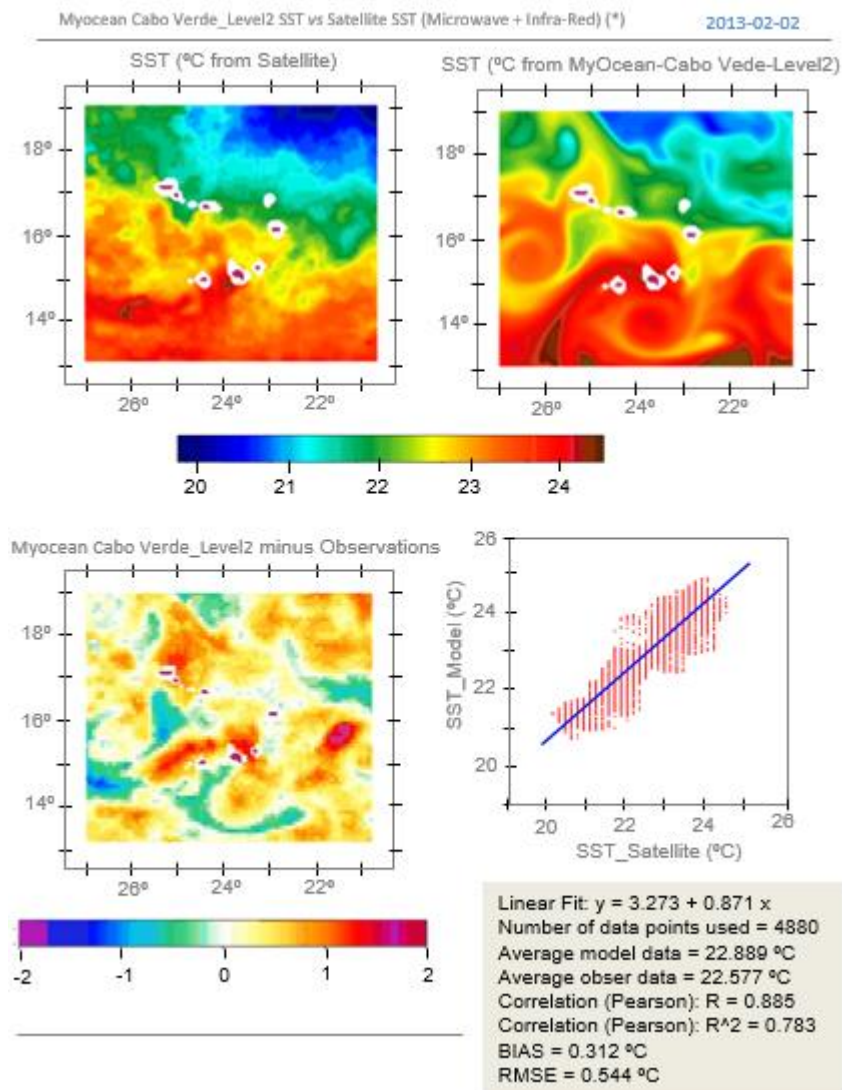 Myocean Cabo Verde_Level2 SST vs Satellite SST (Microwave + Infra-Red) (*) 2013-02-02
SST (ºC from Satellite)
SST (ºC from MyOcean-Cabo Vede-Level2)
18º
16º
14º
26º 24º 22º
18º
16º
14º
26º 24º 22º
20 21 22 23 24
Myocean Cabo Verde_Level2 minus Observations
18º
16º
14º
26º 24º 22º
-2 -1 0 1 2
26
24
22
20
SST_Model (ºC)
20 22 24 26
SST_Satellite (ºC)
Linear Fit: y = 3.273 + 0.871 x
Number of data points used = 4880
Average model data = 22.889 ºC
Average obser data = 22.577 ºC
Correlation (Pearson): R = 0.885
Correlation (Pearson): R^2 = 0.783
BIAS = 0.312 ºC
RMSE = 0.544 ºC